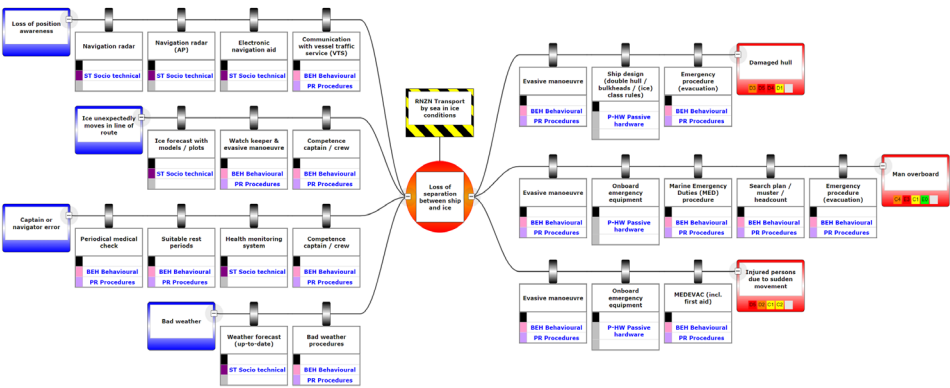 Loss of position
awareness
Navigation radar
ST Socio technical
Navigation radar
(AP)
ST Socio technical
Electronic
navigation aid
ST Socio technical
Communication
with vessel traffic
service (VTS)
BEH Behavioural
PR Procedures
Ice unexpectedly
moves in line of
route
Ice forecast with
models / plots
ST Socio technical
Watch keeper &
evasive manoeuvre
BEH Behavioural
PR Procedures
Competence
captain / crew
BEH Behavioural
PR Procedures
Captain or
navigator error
Periodical medical
check
BEH Behavioural
PR Procedures
Suitable rest
periods
BEH Behavioural
PR Procedures
Health monitoring
system
ST Socio technical
Competence
captain / crew
BEH Behavioural
PR Procedures
Bad weather
Weather forecast
(up-to-date)
ST Socio technical
Bad weather
procedures
BEH Behavioural
PR Procedures
RNZN Transport
by sea in ice
conditions
Loss of
separation
between ship
and ice
Damaged hull
D1
Evasive manoeuvre
BEH Behavioural
PR Procedures
Ship design
(double hull /
bulkheads / (ice)
class rules)
P-HW Passive
hardware
Emergency
procedure
(evacuation)
BEH Behavioural
PR Procedures
Man overboard
C1
Evasive manoeuvre
BEH Behavioural
PR Procedures
Onboard
emergency
equipment
P-HW Passive
hardware
Marine Emergency
Duties (MED)
procedure
BEH Behavioural
PR Procedures
Search plan /
muster /
headcount
BEH Behavioural
PR Procedures
Emergency
procedure
(evacuation)
BEH Behavioural
PR Procedures
Injured persons
due to sudden
movement
C1 C2
Evasive manoeuvre
BEH Behavioural
PR Procedures
Onboard
emergency
equipment
P-HW Passive
hardware
MEDEVAC (incl.
first aid)
BEH Behavioural
PR Procedures